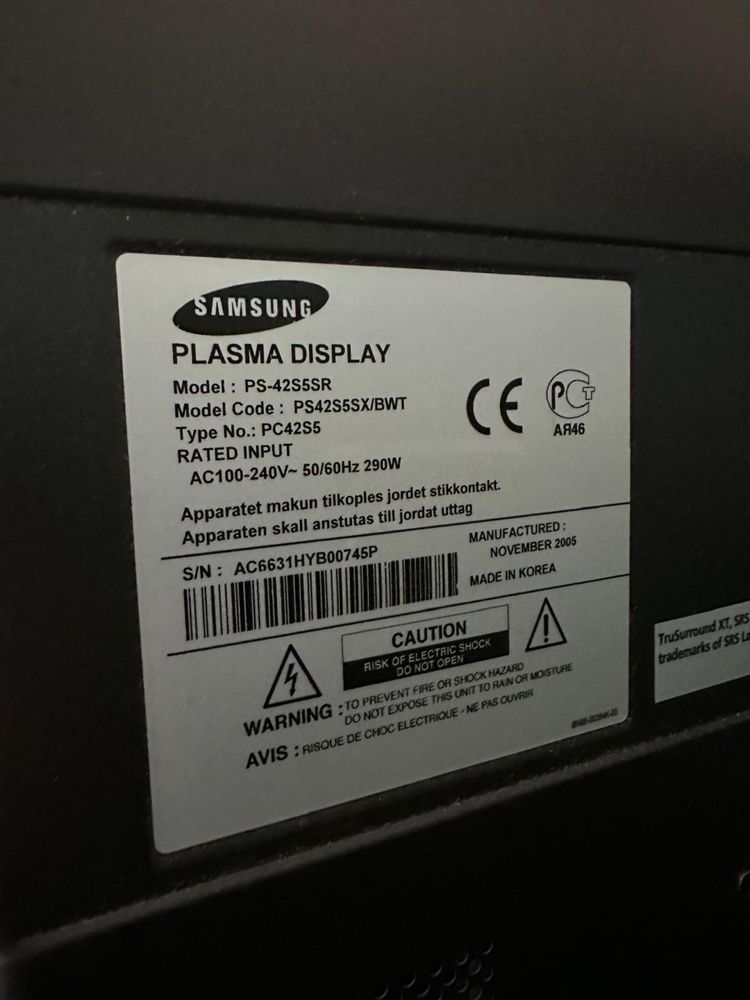 SAMSUNG
PLASMA DISPLAY
Model : PS-42S5SR
Model Code : PS42S5SX/BWT
Type No.: PC42S5
RATED INPUT
AC100-240V~ 50/60Hz 290W
CE
PCT
АЯ46
Apparatet makun tilkoples jordet stikkontakt.
Apparaten skall anstutas till jordat uttag
S/N : AC6631HYB00745P
MANUFACTURED :
NOVEMBER 2005
MADE IN KOREA
CAUTION
RISK OF ELECTRIC SHOCK
DO NOT OPEN
WARNING : TO PREVENT FIRE OR SHOCK HAZARD
DO NOT EXPOSE THIS UNIT TO RAIN OR MOISTURE
AVIS : RISQUE DE CHOC ELECTRIQUE - NE PAS OUVRIR
TruSurround XT, SRS
trademarks of SRS La